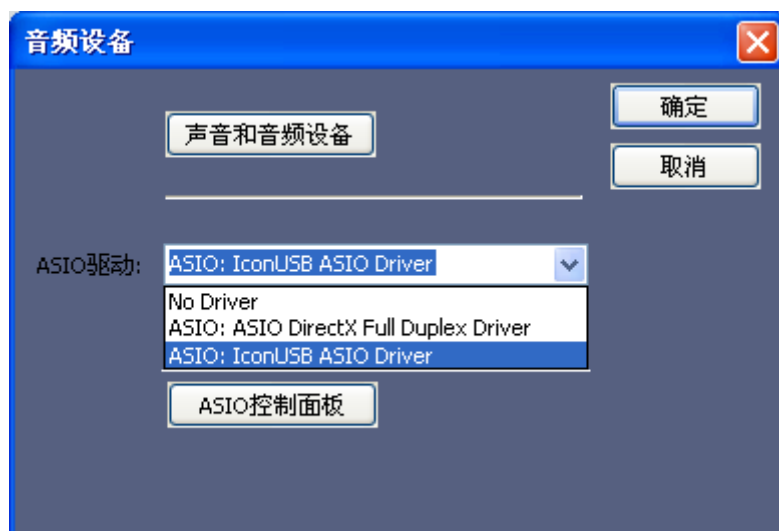 音频设备
确定
声音和音频设备
取消
ASIO驱动:
ASIO: IconUSB ASIO Driver
No Driver
ASIO: ASIO DirectX Full Duplex Driver
ASIO: IconUSB ASIO Driver
ASIO控制面板